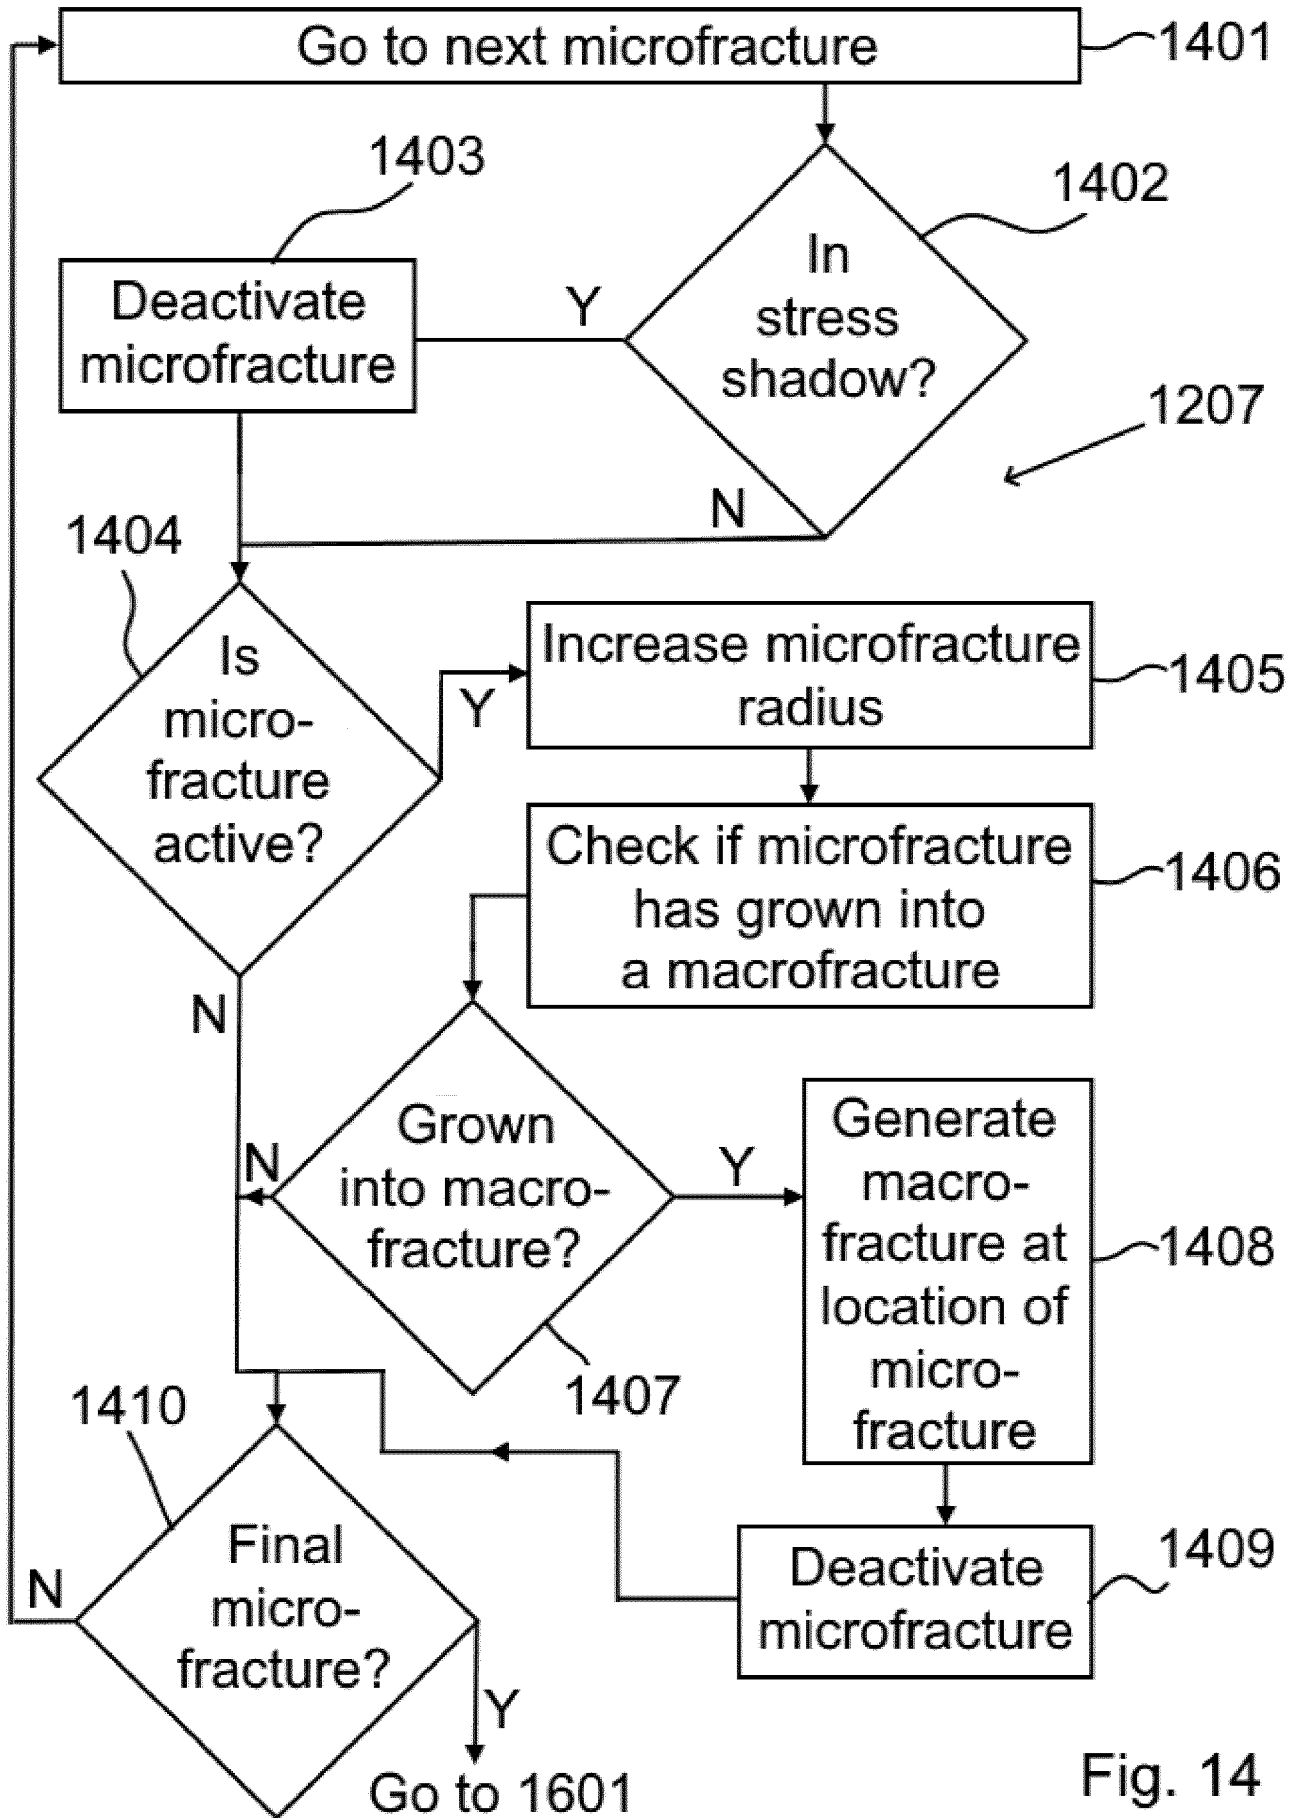 Go to next microfracture
1401
1403
1402
In
stress
shadow?
Deactivate
microfracture
Y
1207
N
1404
Is
micro-
fracture
active?
Y
Increase microfracture
radius
1405
Check if microfracture
has grown into
a macrofracture
1406
N
Grown
into macro-
fracture?
N
Y
Generate
macro-
fracture at
location of
micro-
fracture
1408
1407
1410
Final
micro-
fracture?
N
Deactivate
microfracture
1409
Y
Go to 1601
Fig. 14